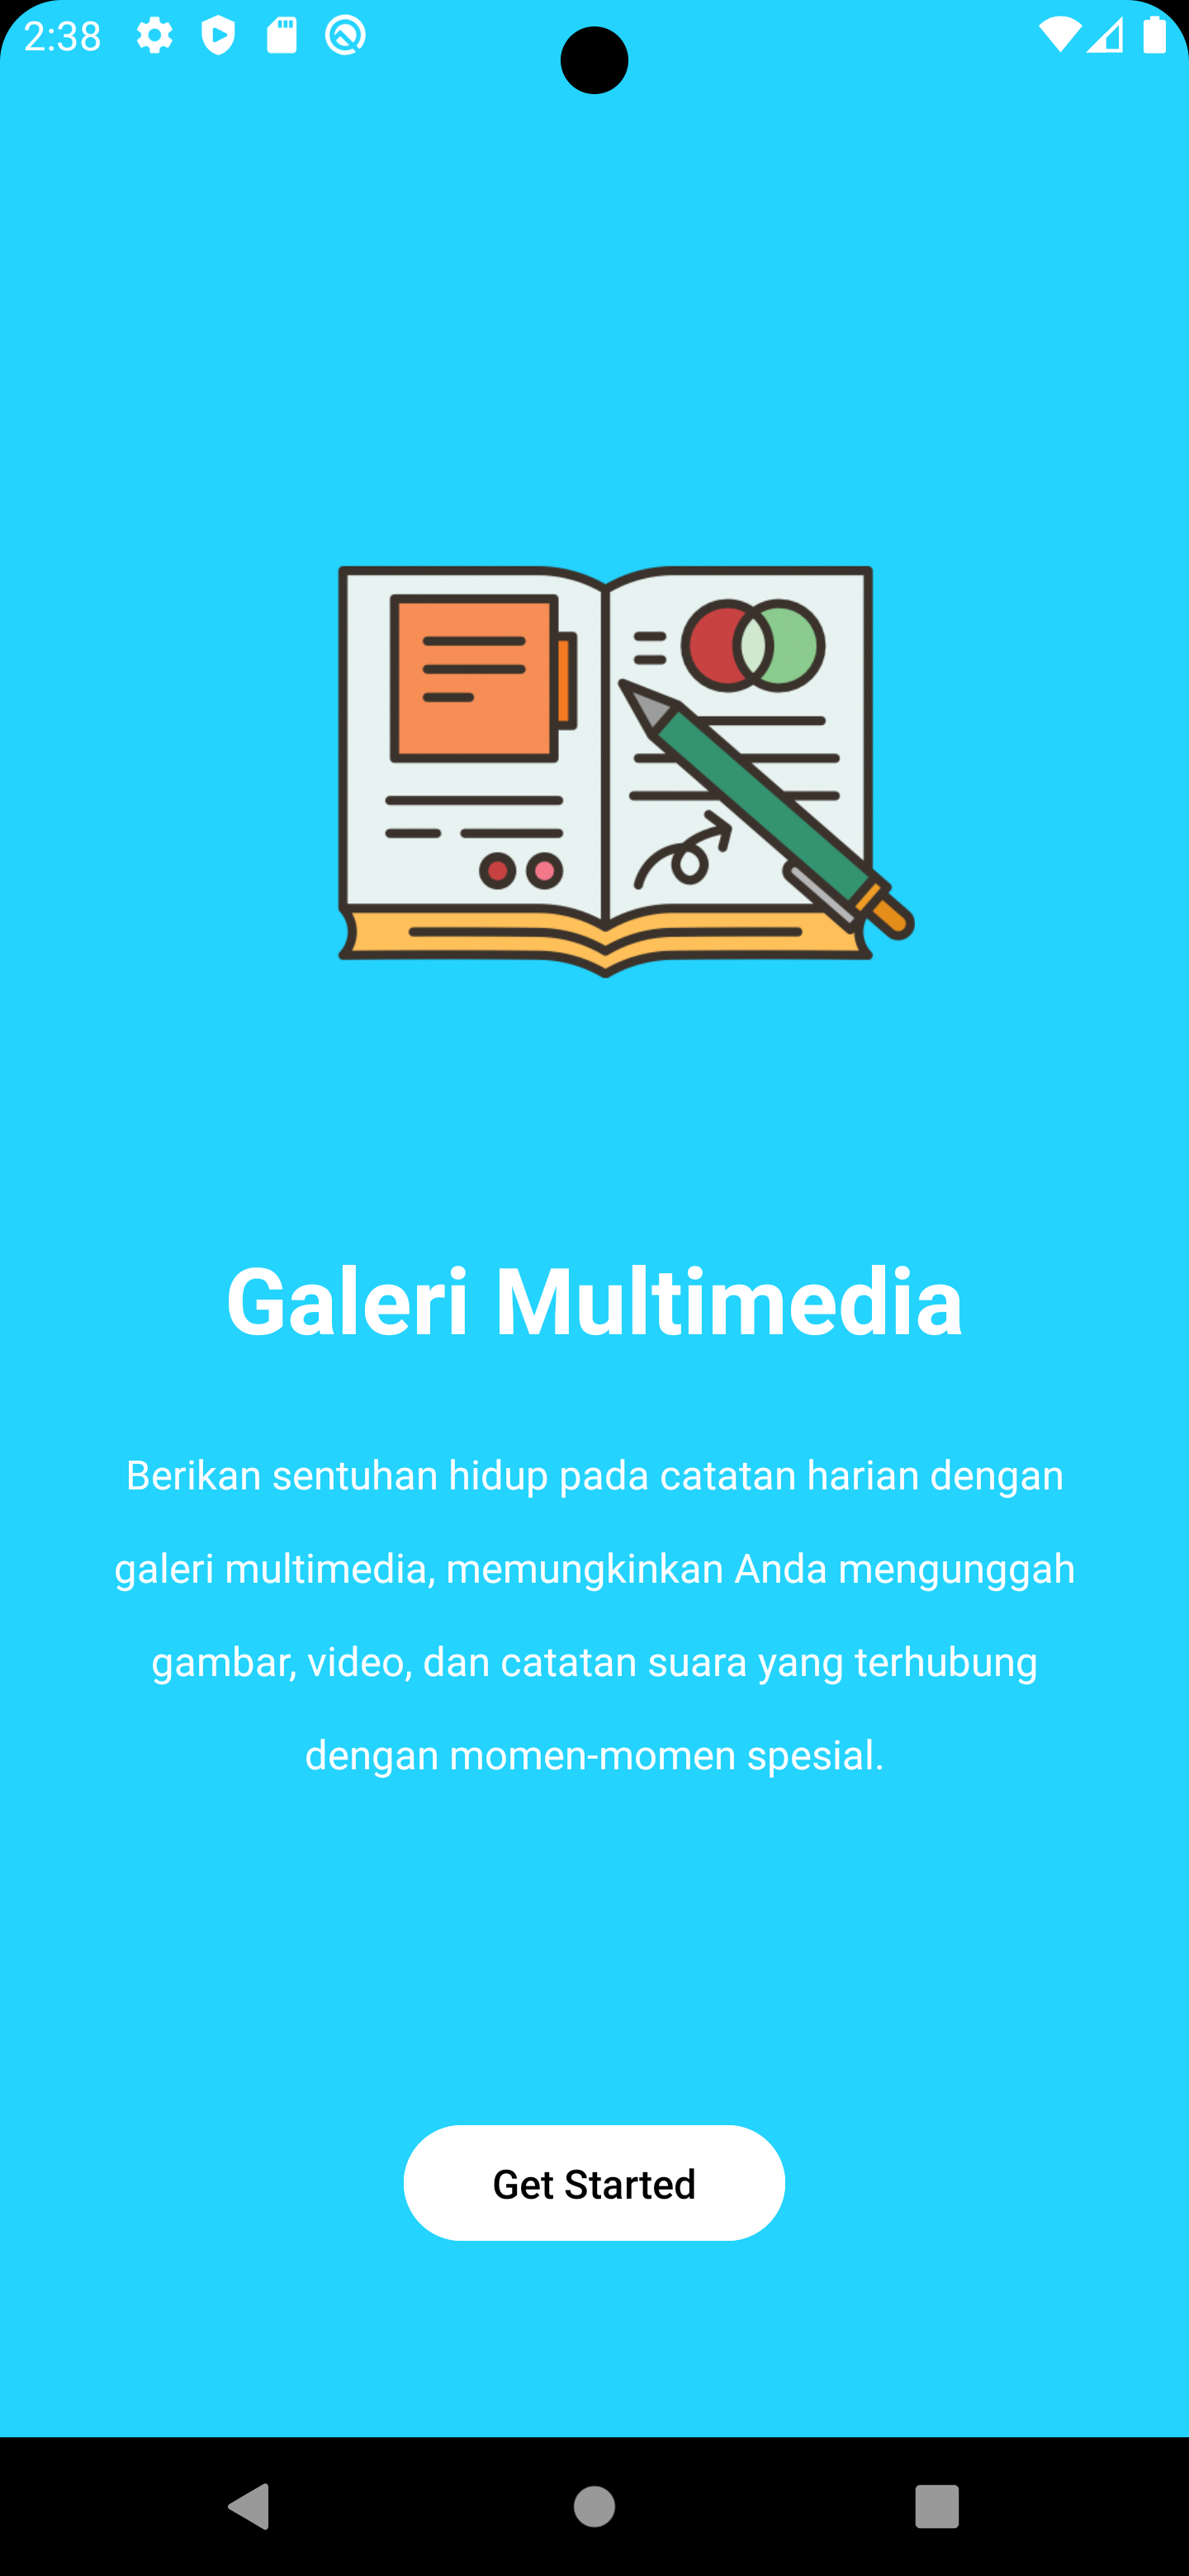 2:38
Galeri Multimedia
Berikan sentuhan hidup pada catatan harian dengan
galeri multimedia, memungkinkan Anda mengunggah
gambar, video, dan catatan suara yang terhubung
dengan momen-momen spesial.
Get Started